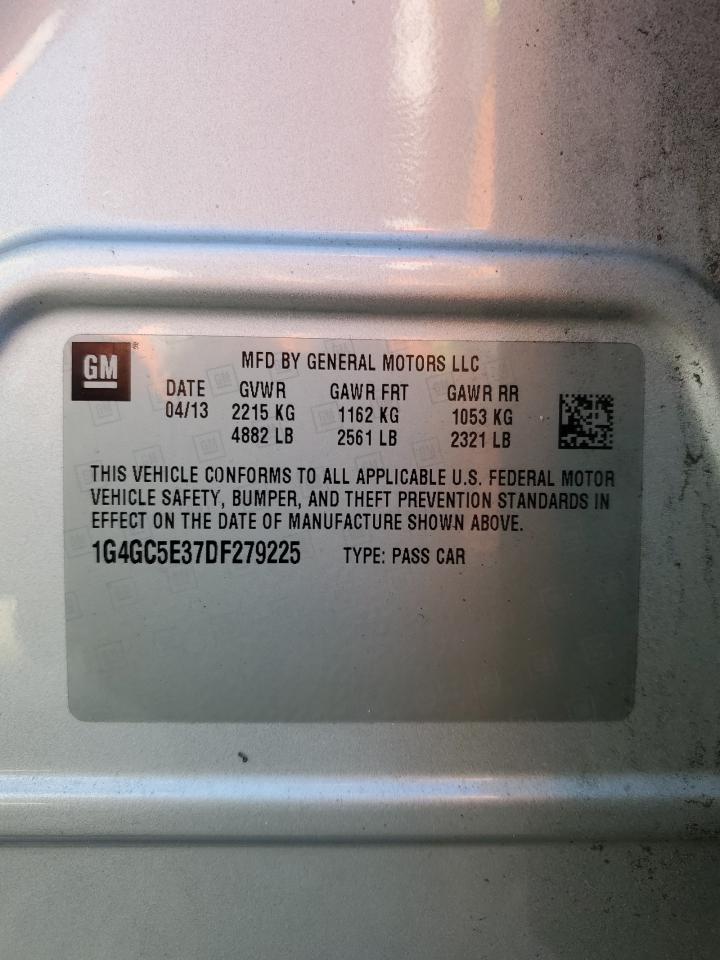 GM
MFD BY GENERAL MOTORS LLC
DATE GVWR GAWR FRT GAWR RR
04/13 2215 KG 1162 KG 1053 KG
4882 LB 2561 LB 2321 LB
THIS VEHICLE CONFORMS TO ALL APPLICABLE U.S. FEDERAL MOTOR
VEHICLE SAFETY, BUMPER, AND THEFT PREVENTION STANDARDS IN
EFFECT ON THE DATE OF MANUFACTURE SHOWN ABOVE.
1G4GC5E37DF279225 TYPE: PASS CAR